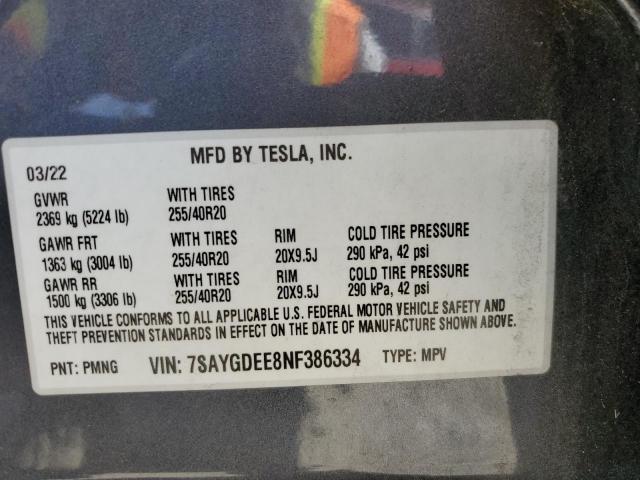 MFD BY TESLA, INC.
03/22
GVWR WITH TIRES
2369 kg (5224 lb) 255/40R20
GAWR FRT WITH TIRES RIM COLD TIRE PRESSURE
1363 kg (3004 lb) 255/40R20 20X9.5J 290 kPa, 42 psi
GAWR RR WITH TIRES RIM COLD TIRE PRESSURE
1500 kg (3306 lb) 255/40R20 20X9.5J 290 kPa, 42 psi
THIS VEHICLE CONFORMS TO ALL APPLICABLE U.S. FEDERAL MOTOR VEHICLE SAFETY AND
THEFT PREVENTION STANDARDS IN EFFECT ON THE DATE OF MANUFACTURE SHOWN ABOVE.
PNT: PMNG VIN: 7SAYGDEE8NF386334 TYPE: MPV